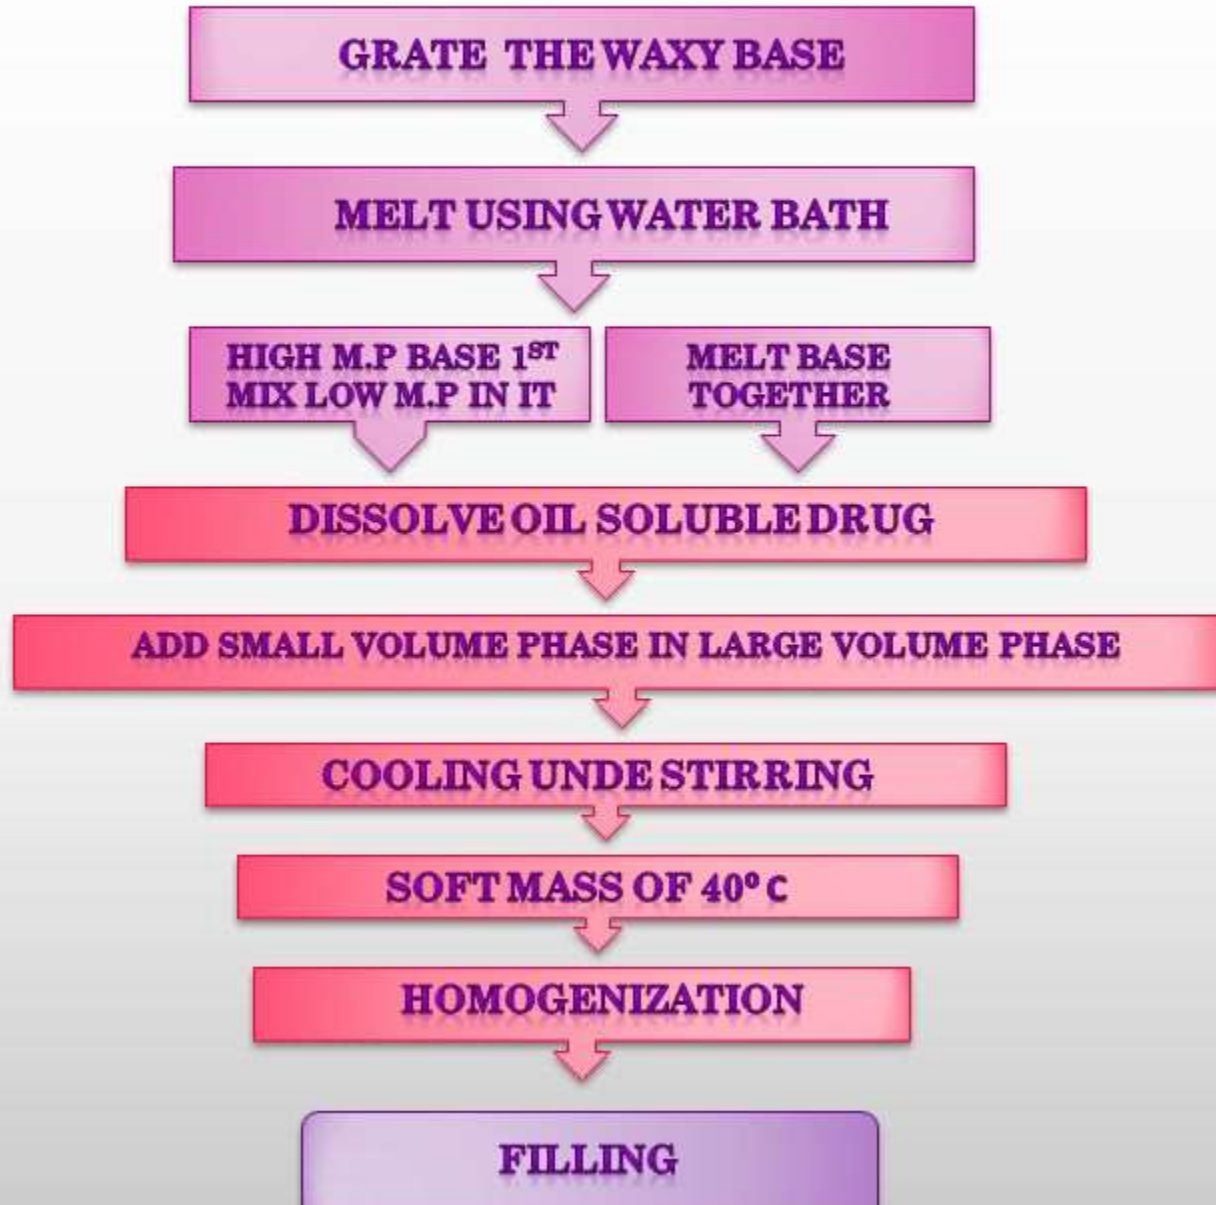 GRATE THE WAXY BASE
MELT USING WATER BATH
HIGH M.P BASE 1ST
MIX LOW M.P IN IT
MELT BASE
TOGETHER
DISSOLVE OIL SOLUBLE DRUG
ADD SMALL VOLUME PHASE IN LARGE VOLUME PHASE
COOLING UNDE STIRRING
SOFT MASS OF 40° C
HOMOGENIZATION
FILLING